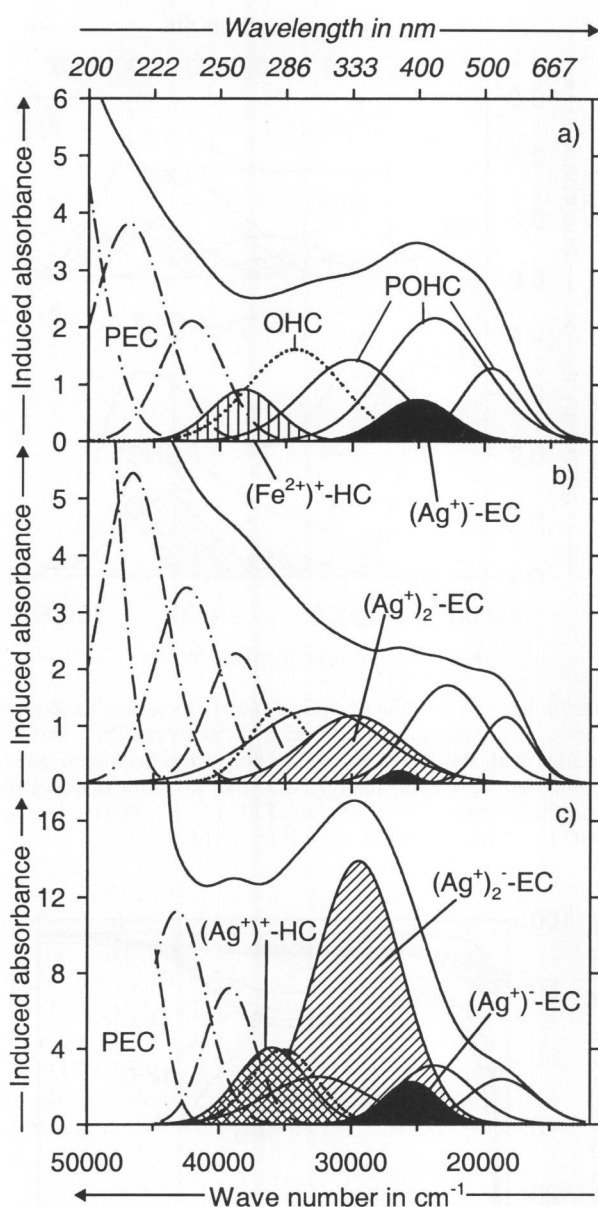 Wavelength in nm
200 222 250 286 333 400 500 667
Induced absorbance
6
5
4
3
2
1
0
a)
PEC
OHC
POHC
(Fe²⁺)⁺-HC
(Ag⁺)⁻-EC
Induced absorbance
5
4
3
2
1
0
b)
(Ag⁺)₂⁻-EC
Induced absorbance
16
12
8
4
0
c)
(Ag⁺)₂⁻-EC
(Ag⁺)⁺-HC
(Ag⁺)⁻-EC
PEC
50000 40000 30000 20000
Wave number in cm⁻¹